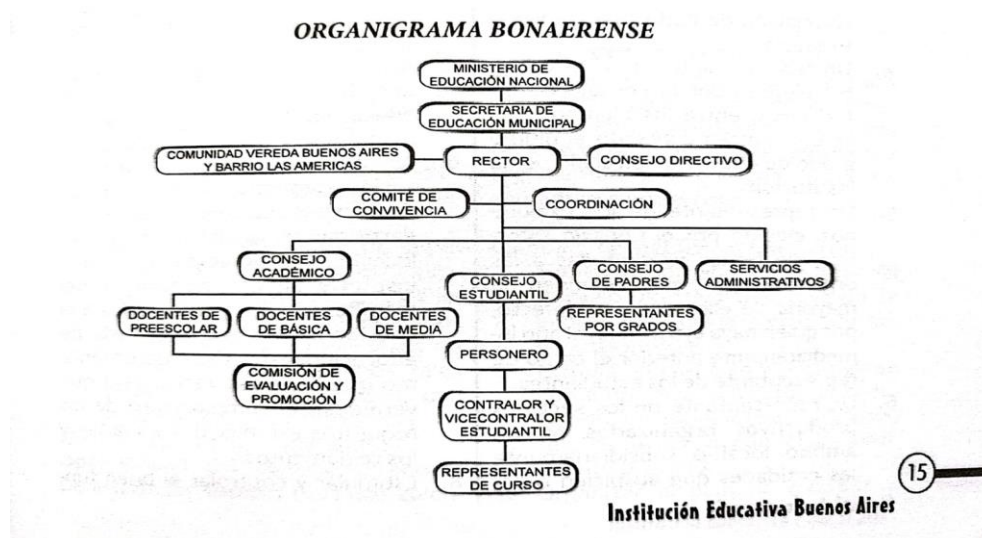 ORGANIGRAMA BONAERENSE
MINISTERIO DE
EDUCACIÓN NACIONAL
SECRETARIA DE
EDUCACIÓN MUNICIPAL
COMUNIDAD VEREDA BUENOS AIRES
Y BARRIO LAS AMERICAS
RECTOR
CONSEJO DIRECTIVO
COMITÉ DE
CONVIVENCIA
COORDINACIÓN
CONSEJO
ACADÉMICO
CONSEJO
ESTUDIANTIL
CONSEJO
DE PADRES
SERVICIOS
ADMINISTRATIVOS
DOCENTES DE
PREESCOLAR
DOCENTES
DE BÁSICA
DOCENTES
DE MEDIA
REPRESENTANTES
POR GRADOS
PERSONERO
COMISIÓN DE
EVALUACIÓN Y
PROMOCIÓN
CONTRALOR Y
VICECONTRALOR
ESTUDIANTIL
REPRESENTANTES
DE CURSO
15
Institución Educativa Buenos Aires